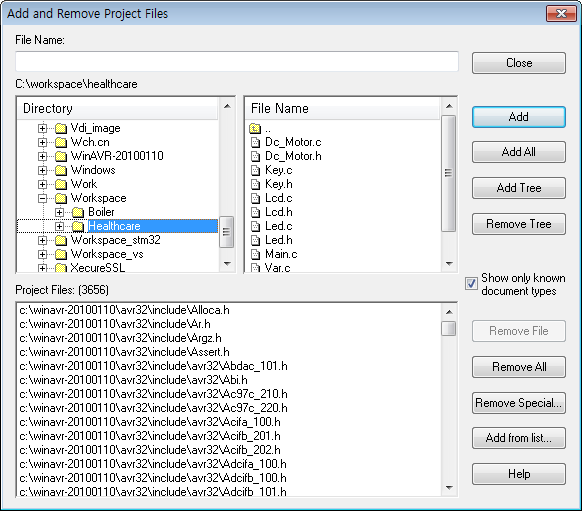 Add and Remove Project Files
File Name:
Close
C:\workspace\healthcare
Directory
Vdi_image
Wch.cn
WinAVR-20100110
Windows
Work
Workspace
Boiler
Healthcare
Workspace_stm32
Workspace_vs
XecureSSL
File Name
..
Dc_Motor.c
Dc_Motor.h
Key.c
Key.h
Lcd.c
Lcd.h
Led.c
Led.h
Main.c
Var.c
Add
Add All
Add Tree
Remove Tree
Show only known
document types
Project Files: (3656)
c:\winavr-20100110\avr32\include\Alloca.h
c:\winavr-20100110\avr32\include\Ar.h
c:\winavr-20100110\avr32\include\Argz.h
c:\winavr-20100110\avr32\include\Assert.h
c:\winavr-20100110\avr32\include\avr32\Abdac_101.h
c:\winavr-20100110\avr32\include\avr32\Abi.h
c:\winavr-20100110\avr32\include\avr32\Ac97c_210.h
c:\winavr-20100110\avr32\include\avr32\Ac97c_220.h
c:\winavr-20100110\avr32\include\avr32\Acifa_100.h
c:\winavr-20100110\avr32\include\avr32\Acifb_201.h
c:\winavr-20100110\avr32\include\avr32\Acifb_202.h
c:\winavr-20100110\avr32\include\avr32\Adcifa_100.h
c:\winavr-20100110\avr32\include\avr32\Adcifb_100.h
c:\winavr-20100110\avr32\include\avr32\Adcifb_101.h
Remove File
Remove All
Remove Special...
Add from list...
Help